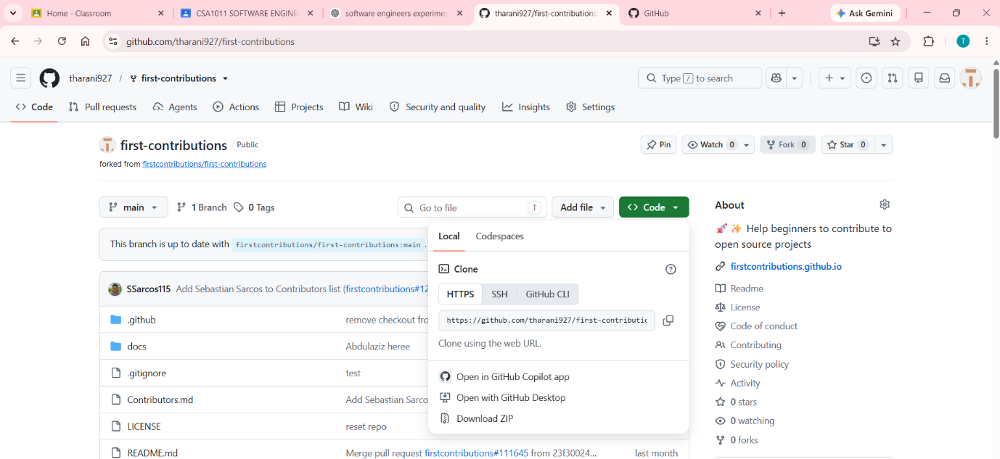 Home - Classroom
CSA1011 SOFTWARE ENGINE
software engineers experimer
tharani927/first-contributions
GitHub
Ask Gemini
github.com/tharani927/first-contributions
T
tharani927 / first-contributions
Type / to search
Code
Pull requests
Agents
Actions
Projects
Wiki
Security and quality
Insights
Settings
first-contributions
Public
Pin
Watch 0
Fork 0
Star 0
forked from firstcontributions/first-contributions
main
1 Branch
0 Tags
Go to file
T
Add file
Code
This branch is up to date with firstcontributions/first-contributions:main .
SSarcos115 Add Sebastian Sarcos to Contributors list (firstcontributions#12
.github remove checkout fro
docs Abdulaziz heree
.gitignore test
Contributors.md Add Sebastian Sarco
LICENSE reset repo
README.md Merge pull request firstcontributions#111645 from 23f30024... last month
Local
Codespaces
Clone
HTTPS
SSH
GitHub CLI
https://github.com/tharani927/first-contributic
Clone using the web URL.
Open in GitHub Copilot app
Open with GitHub Desktop
Download ZIP
About
🚀✨ Help beginners to contribute to
open source projects
firstcontributions.github.io
Readme
License
Code of conduct
Contributing
Security policy
Activity
0 stars
0 watching
0 forks